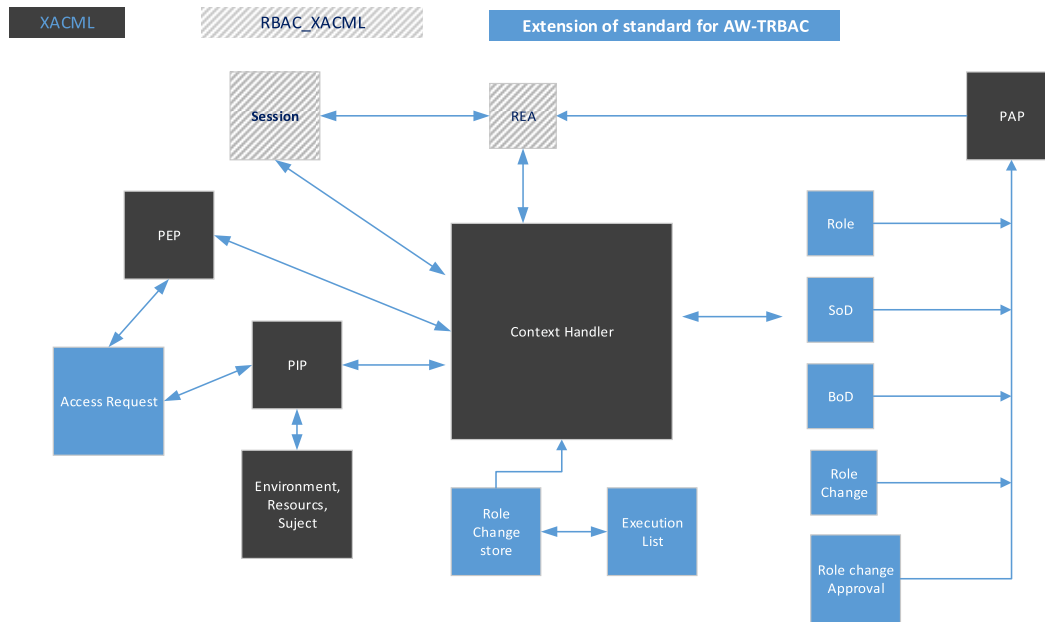 XACML
RBAC_XACML
Extension of standard for AW-TRBAC
Session
REA
PAP
PEP
Role
SoD
Context Handler
PIP
Access Request
BoD
Environment,
Resourcs,
Suject
Role
Change
Role
Change
store
Execution
List
Role change
Approval